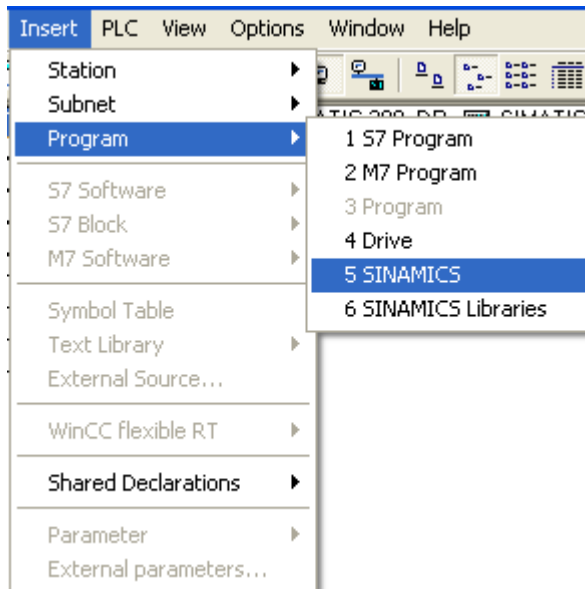 Insert PLC View Options Window Help
Station
Subnet
Program
S7 Software
S7 Block
M7 Software
Symbol Table
Text Library
External Source...
WinCC flexible RT
Shared Declarations
Parameter
External parameters...
1 S7 Program
2 M7 Program
3 Program
4 Drive
5 SINAMICS
6 SINAMICS Libraries